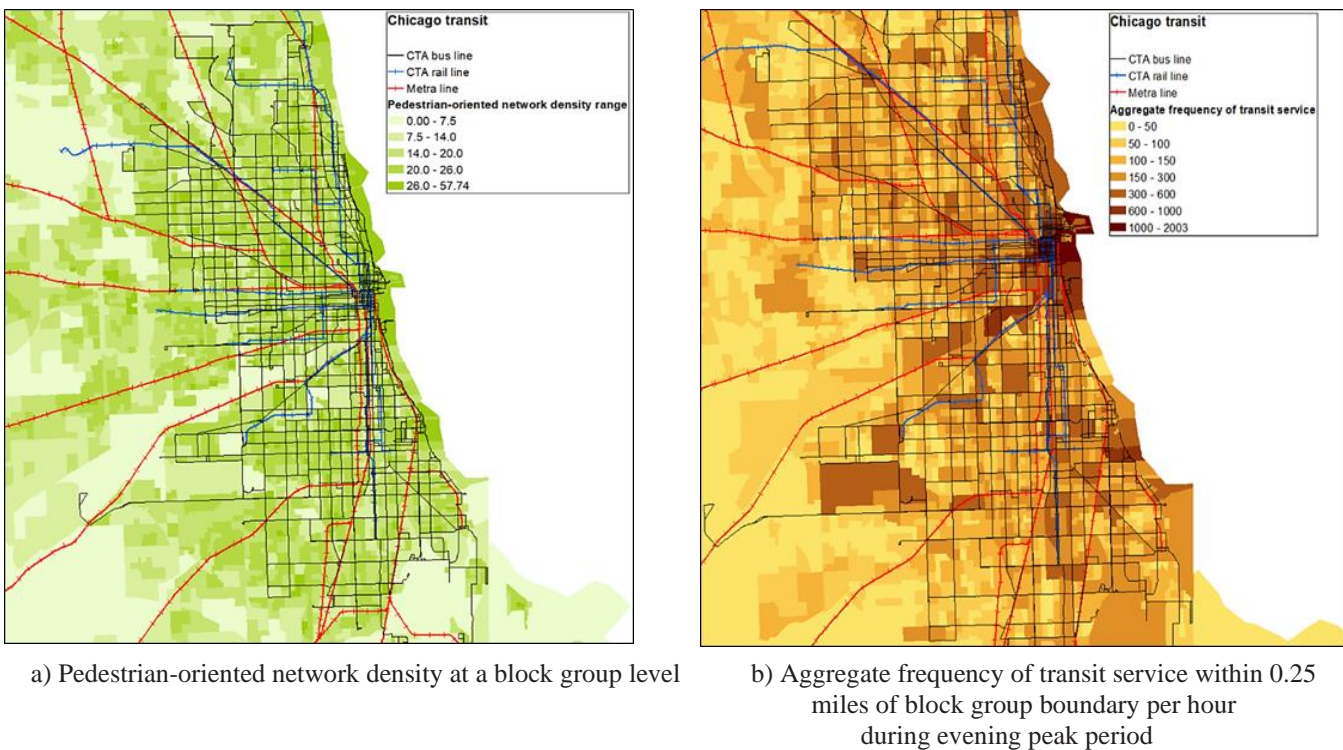 Chicago transit
CTA bus line
CTA rail line
Metra line
Pedestrian-oriented network density range
0.00 - 7.5
7.5 - 14.0
14.0 - 20.0
20.0 - 26.0
26.0 - 57.74
Chicago transit
CTA bus line
CTA rail line
Metra line
Aggregate frequency of transit service
0 - 50
50 - 100
100 - 150
150 - 300
300 - 600
600 - 1000
1000 - 2003
a) Pedestrian-oriented network density at a block group level
b) Aggregate frequency of transit service within 0.25
miles of block group boundary per hour
during evening peak period